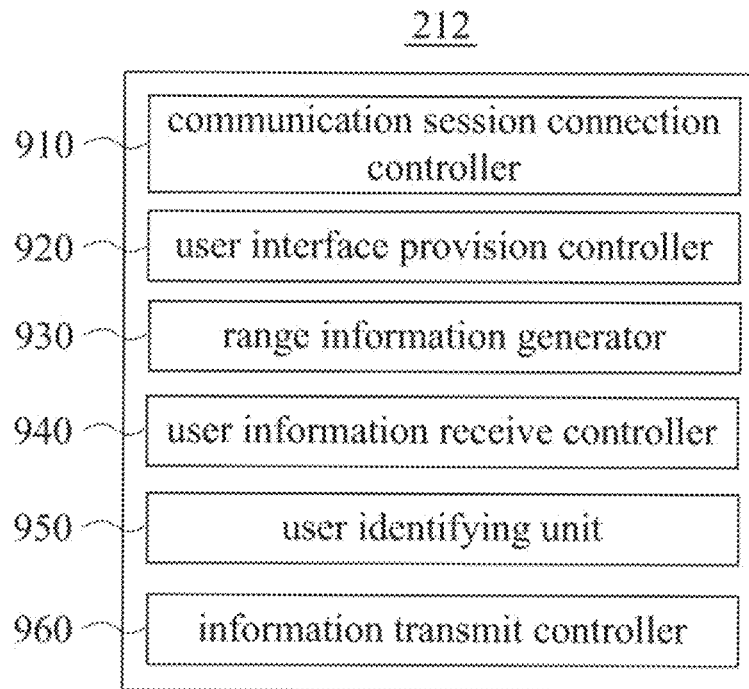 212
910
communication session connection
controller
920
user interface provision controller
930
range information generator
940
user information receive controller
950
user identifying unit
960
information transmit controller